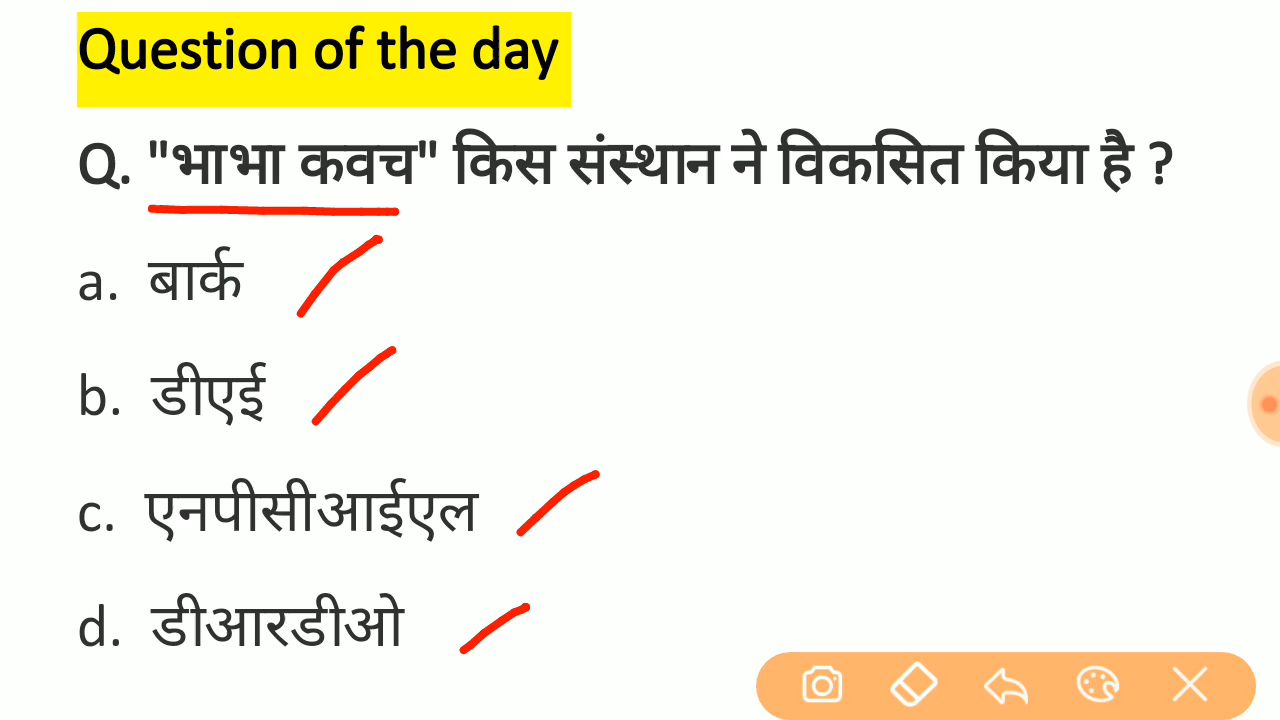 Question of the day
Q. "भाभा कवच" किस संस्थान ने विकसित किया है ?
a. बार्क
b. डीएई
c. एनपीसीआईएल
d. डीआरडीओ